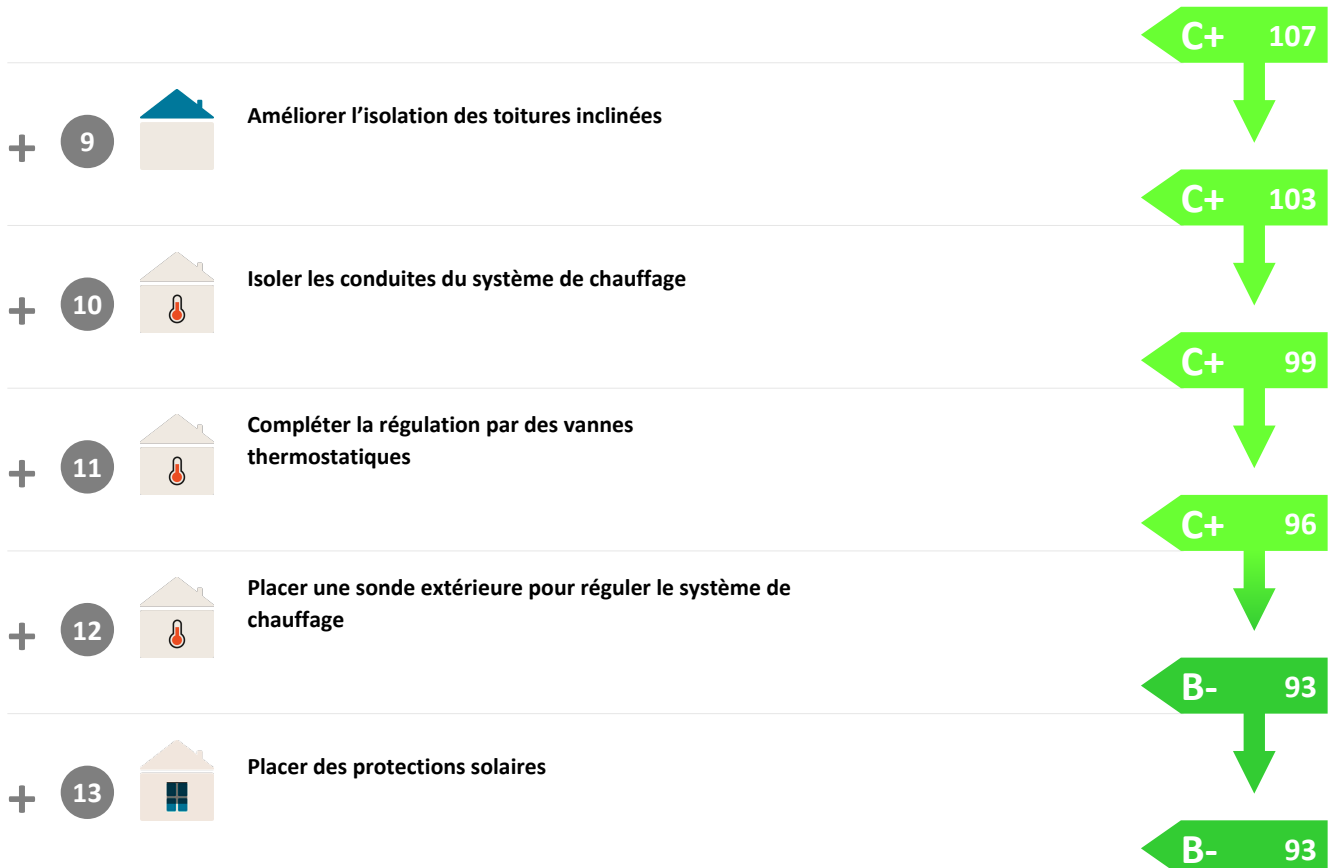 C+ 107
+ 9 Améliorer l’isolation des toitures inclinées
C+ 103
+ 10 Isoler les conduites du système de chauffage
C+ 99
+ 11 Compléter la régulation par des vannes
thermostatiques
C+ 96
+ 12 Placer une sonde extérieure pour réguler le système de
chauffage
B- 93
+ 13 Placer des protections solaires
B- 93